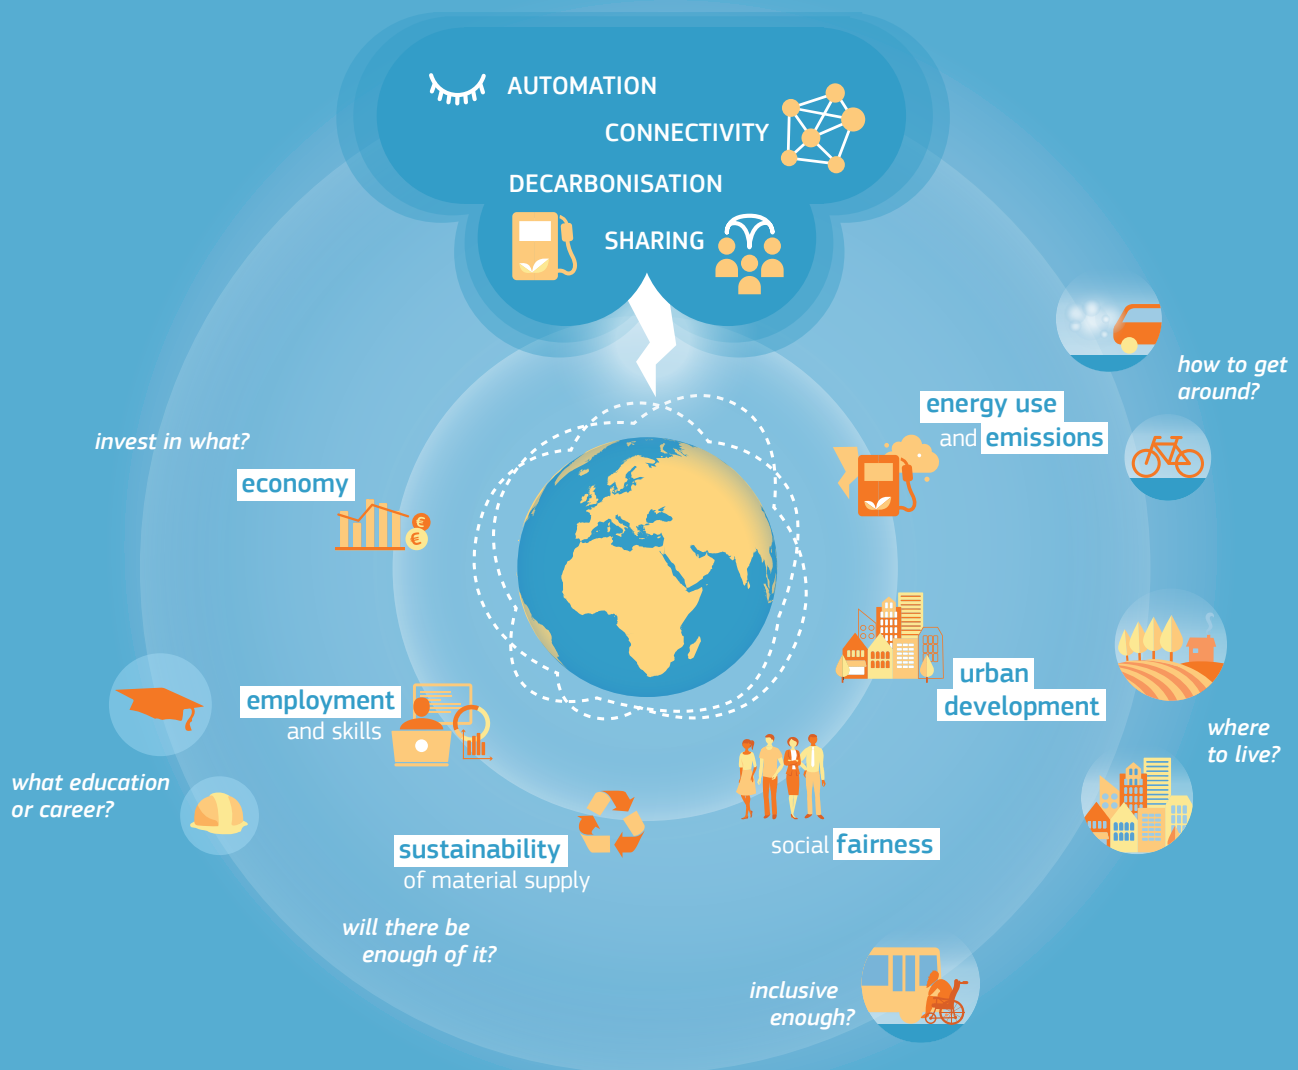 AUTOMATION
CONNECTIVITY
DECARBONISATION
SHARING
how to get
around?
energy use
and emissions
invest in what?
economy
€
€
urban
development
where
to live?
employment
and skills
what education
or career?
social fairness
sustainability
of material supply
will there be
enough of it?
inclusive
enough?